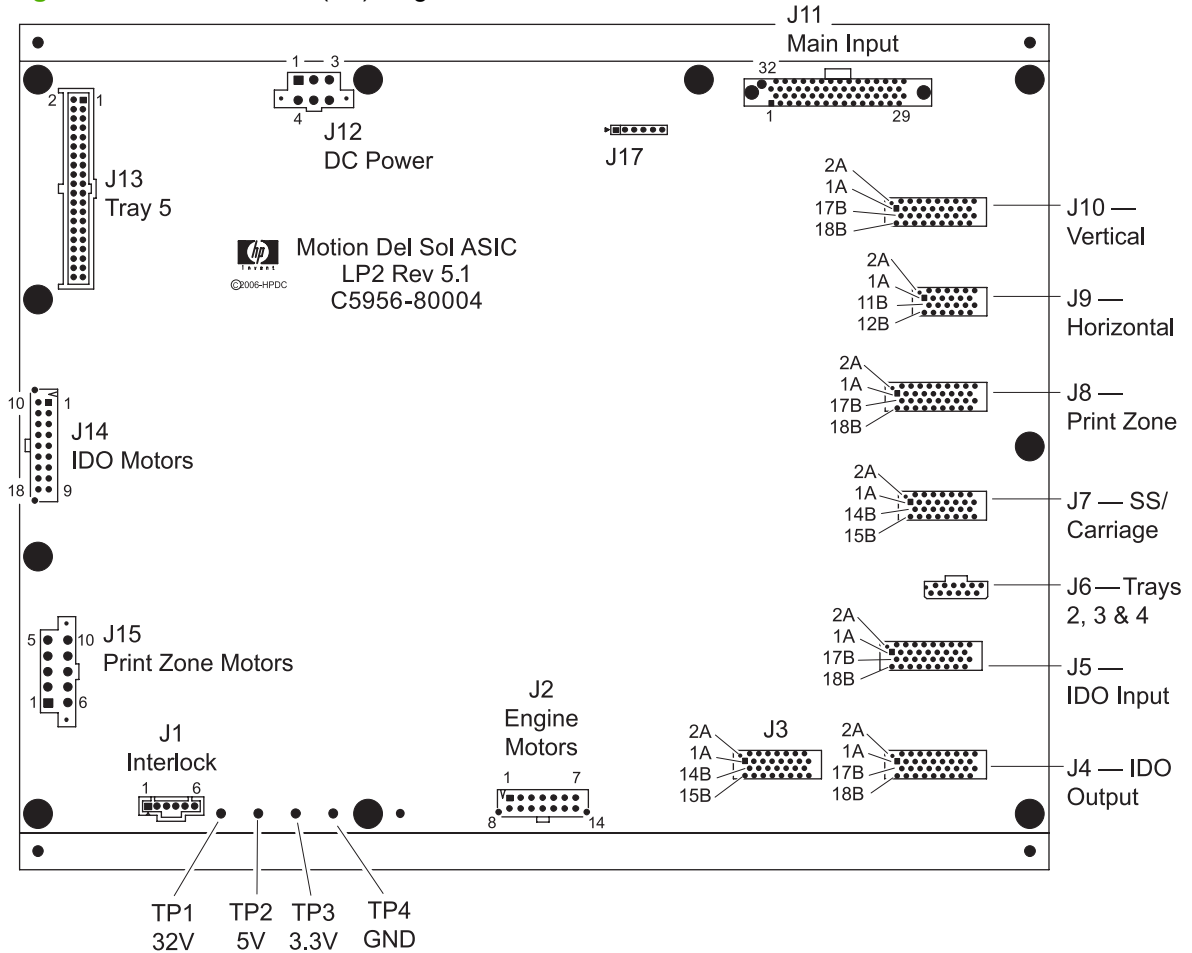 J11
Main Input
32
1 29
1 3
4
J12
DC Power
2 1
J13
Tray 5
J17
hp
invent
©2006-HPDC
Motion Del Sol ASIC
LP2 Rev 5.1
C5956-80004
2A
1A
17B
18B
J10 —
Vertical
2A
1A
11B
12B
J9 —
Horizontal
2A
1A
17B
18B
J8 —
Print Zone
10 1
18 9
J14
IDO Motors
2A
1A
14B
15B
J7 — SS/
Carriage
J6 — Trays
2, 3 & 4
2A
1A
17B
18B
J5 —
IDO Input
5 10
1 6
J15
Print Zone Motors
J1
Interlock
1 6
J2
Engine
Motors
1 7
8 14
J3
2A
1A
14B
15B
2A
1A
17B
18B
J4 — IDO
Output
TP1
32V
TP2
5V
TP3
3.3V
TP4
GND